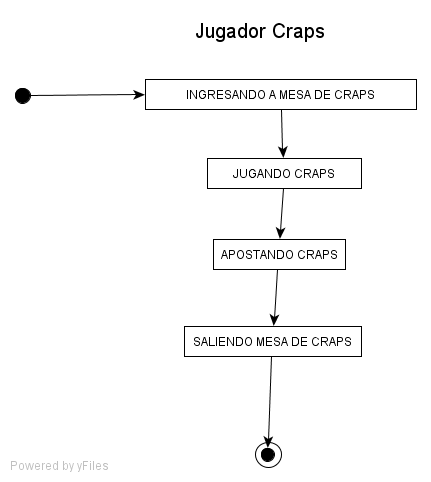 Jugador Craps
INGRESANDO A MESA DE CRAPS
JUGANDO CRAPS
APOSTANDO CRAPS
SALIENDO MESA DE CRAPS
Powered by yFiles